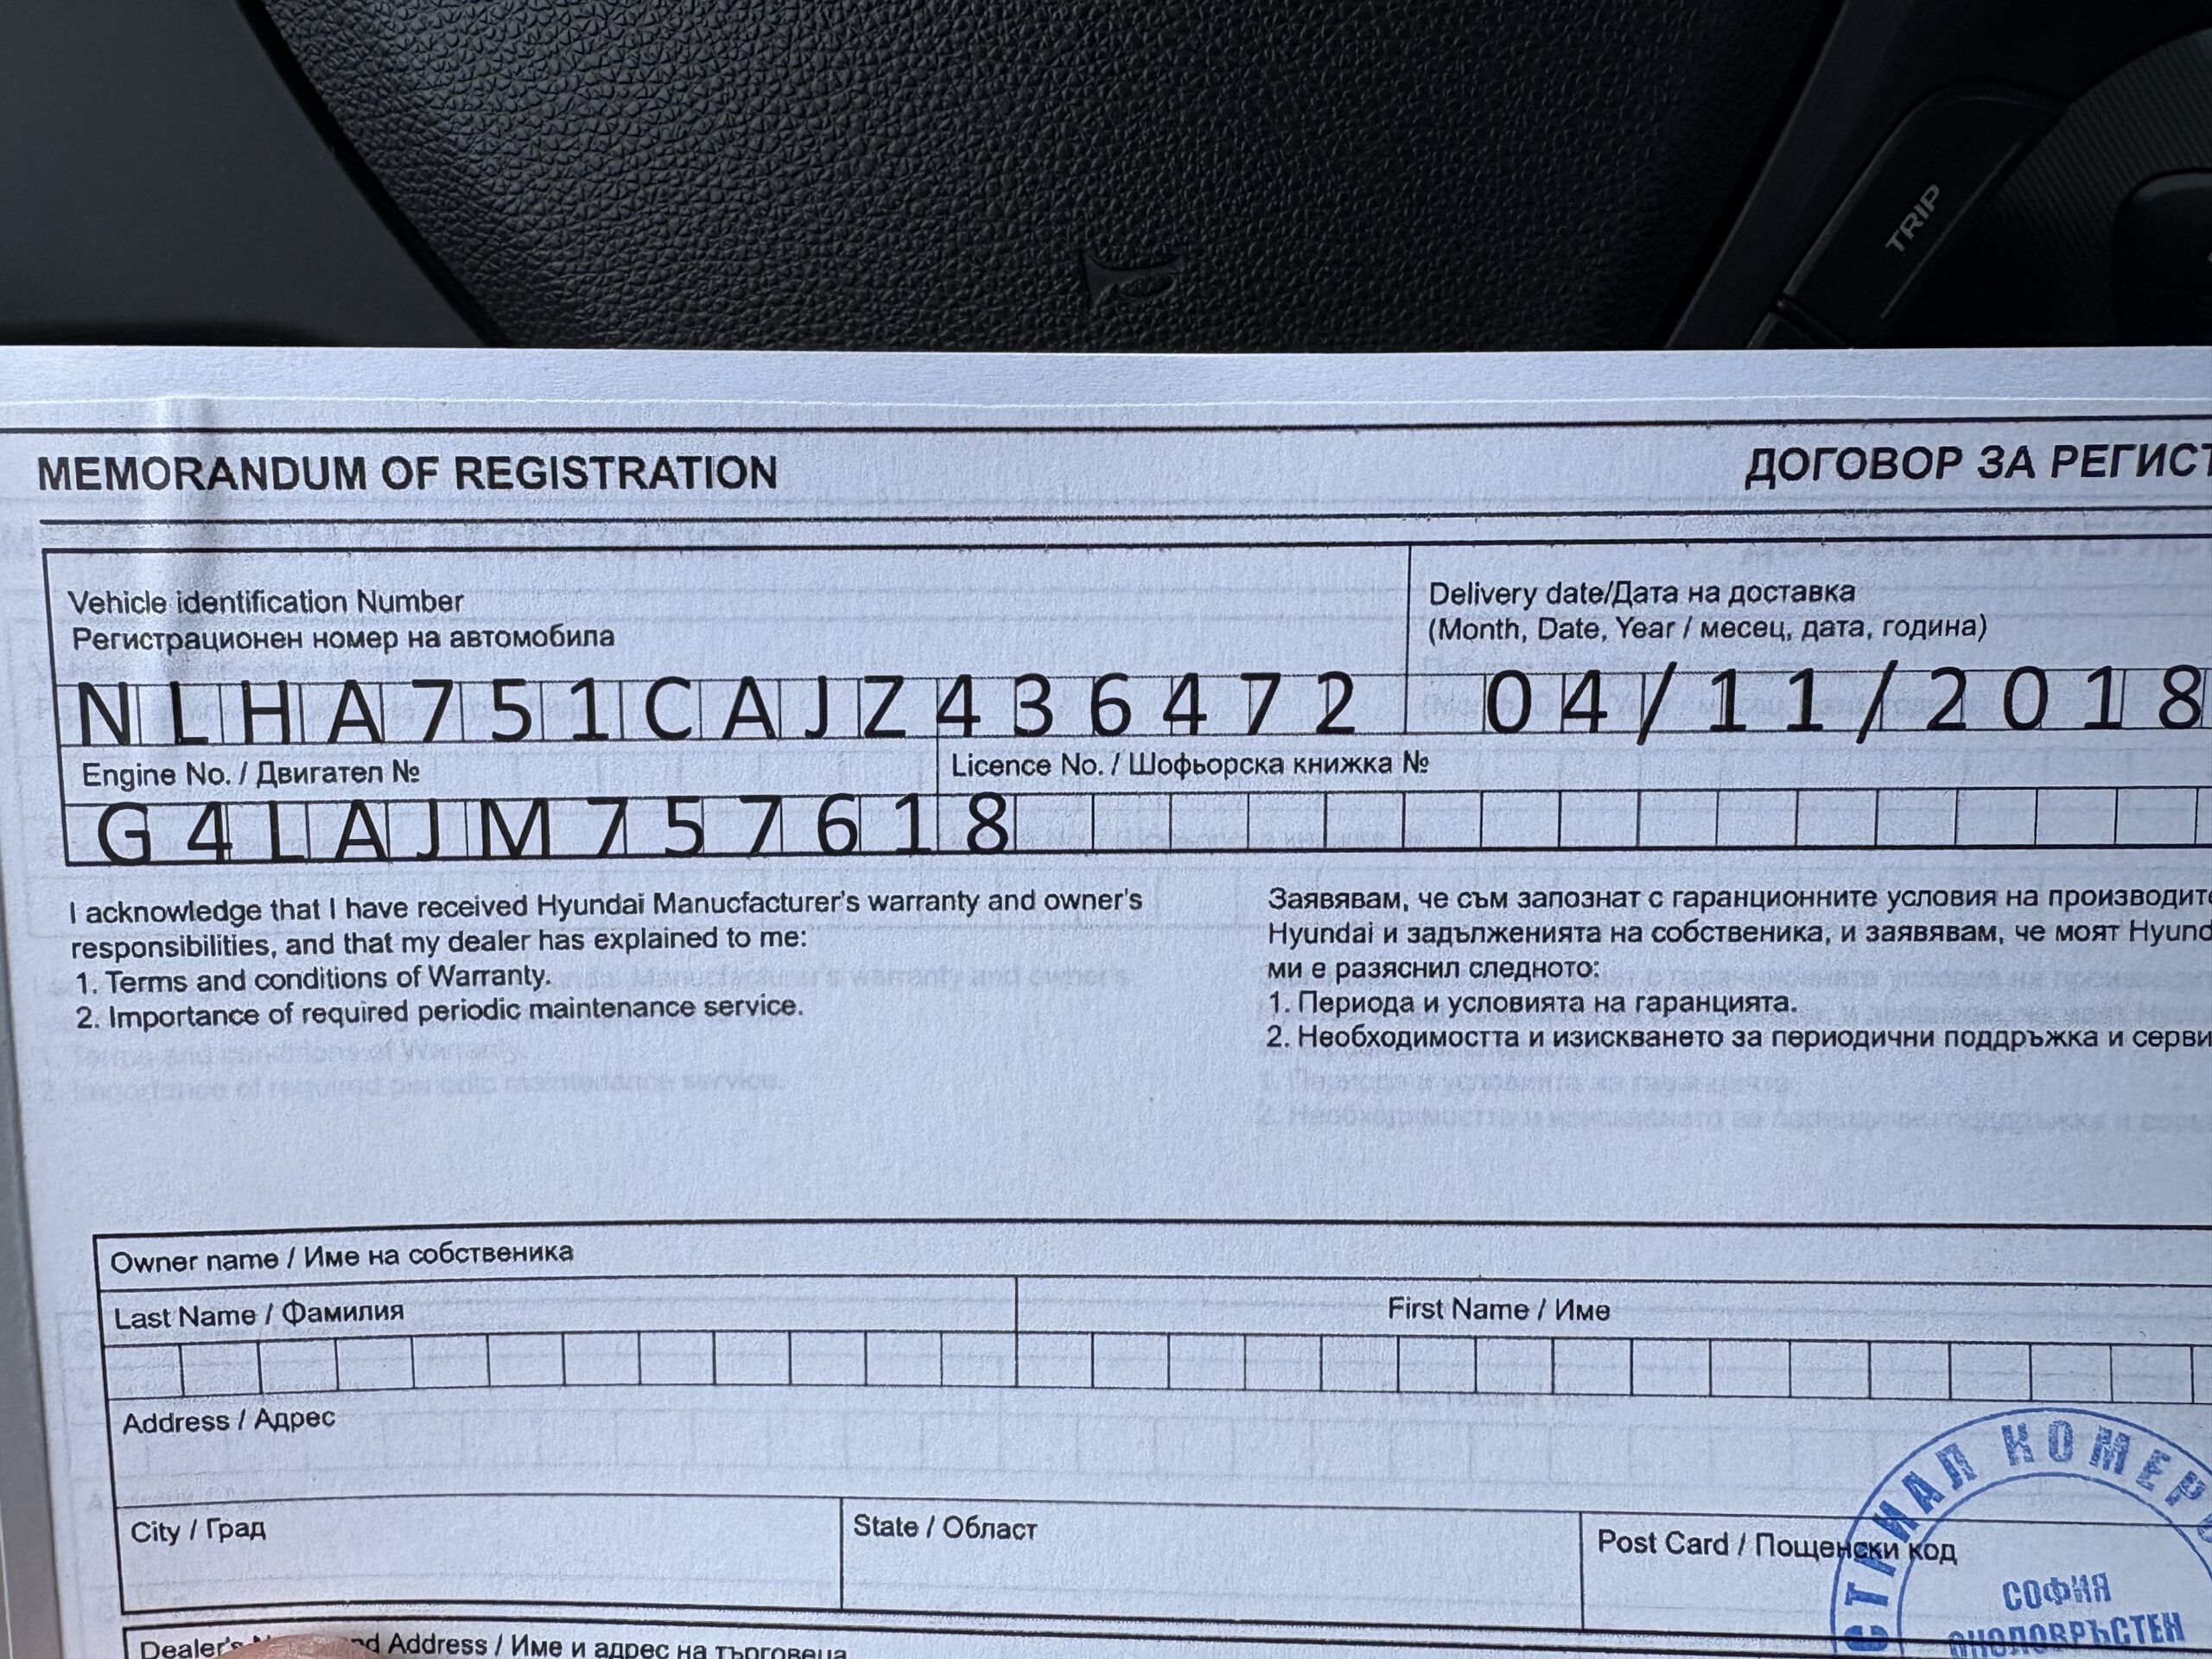 TRIP
MEMORANDUM OF REGISTRATION
ДОГОВОР ЗА РЕГИСТ
Vehicle identification Number
Регистрационен номер на автомобила
NLHA751CAJZ436472
Delivery date/Дата на доставка
(Month, Date, Year / месец, дата, година)
04/11/2018
Engine No. / Двигател №
G4LAJM757618
Licence No. / Шофьорска книжка №
I acknowledge that I have received Hyundai Manucfacturer's warranty and owner's
responsibilities, and that my dealer has explained to me:
1. Terms and conditions of Warranty.
2. Importance of required periodic maintenance service.
Заявявам, че съм запознат с гаранционните условия на производите
Hyundai и задълженията на собственика, и заявявам, че моят Hyund
ми е разяснил следното:
1. Периода и условията на гаранцията.
2. Необходимостта и изискването за периодични поддръжка и серви
Owner name / Име на собственика
Last Name / Фамилия
First Name / Име
Address / Адрес
City / Град
State / Област
Post Card / Пощенски код
СТИАЛ КОМЕР
СОФИЯ
Dealer's Address / Име и адрес на търговеца